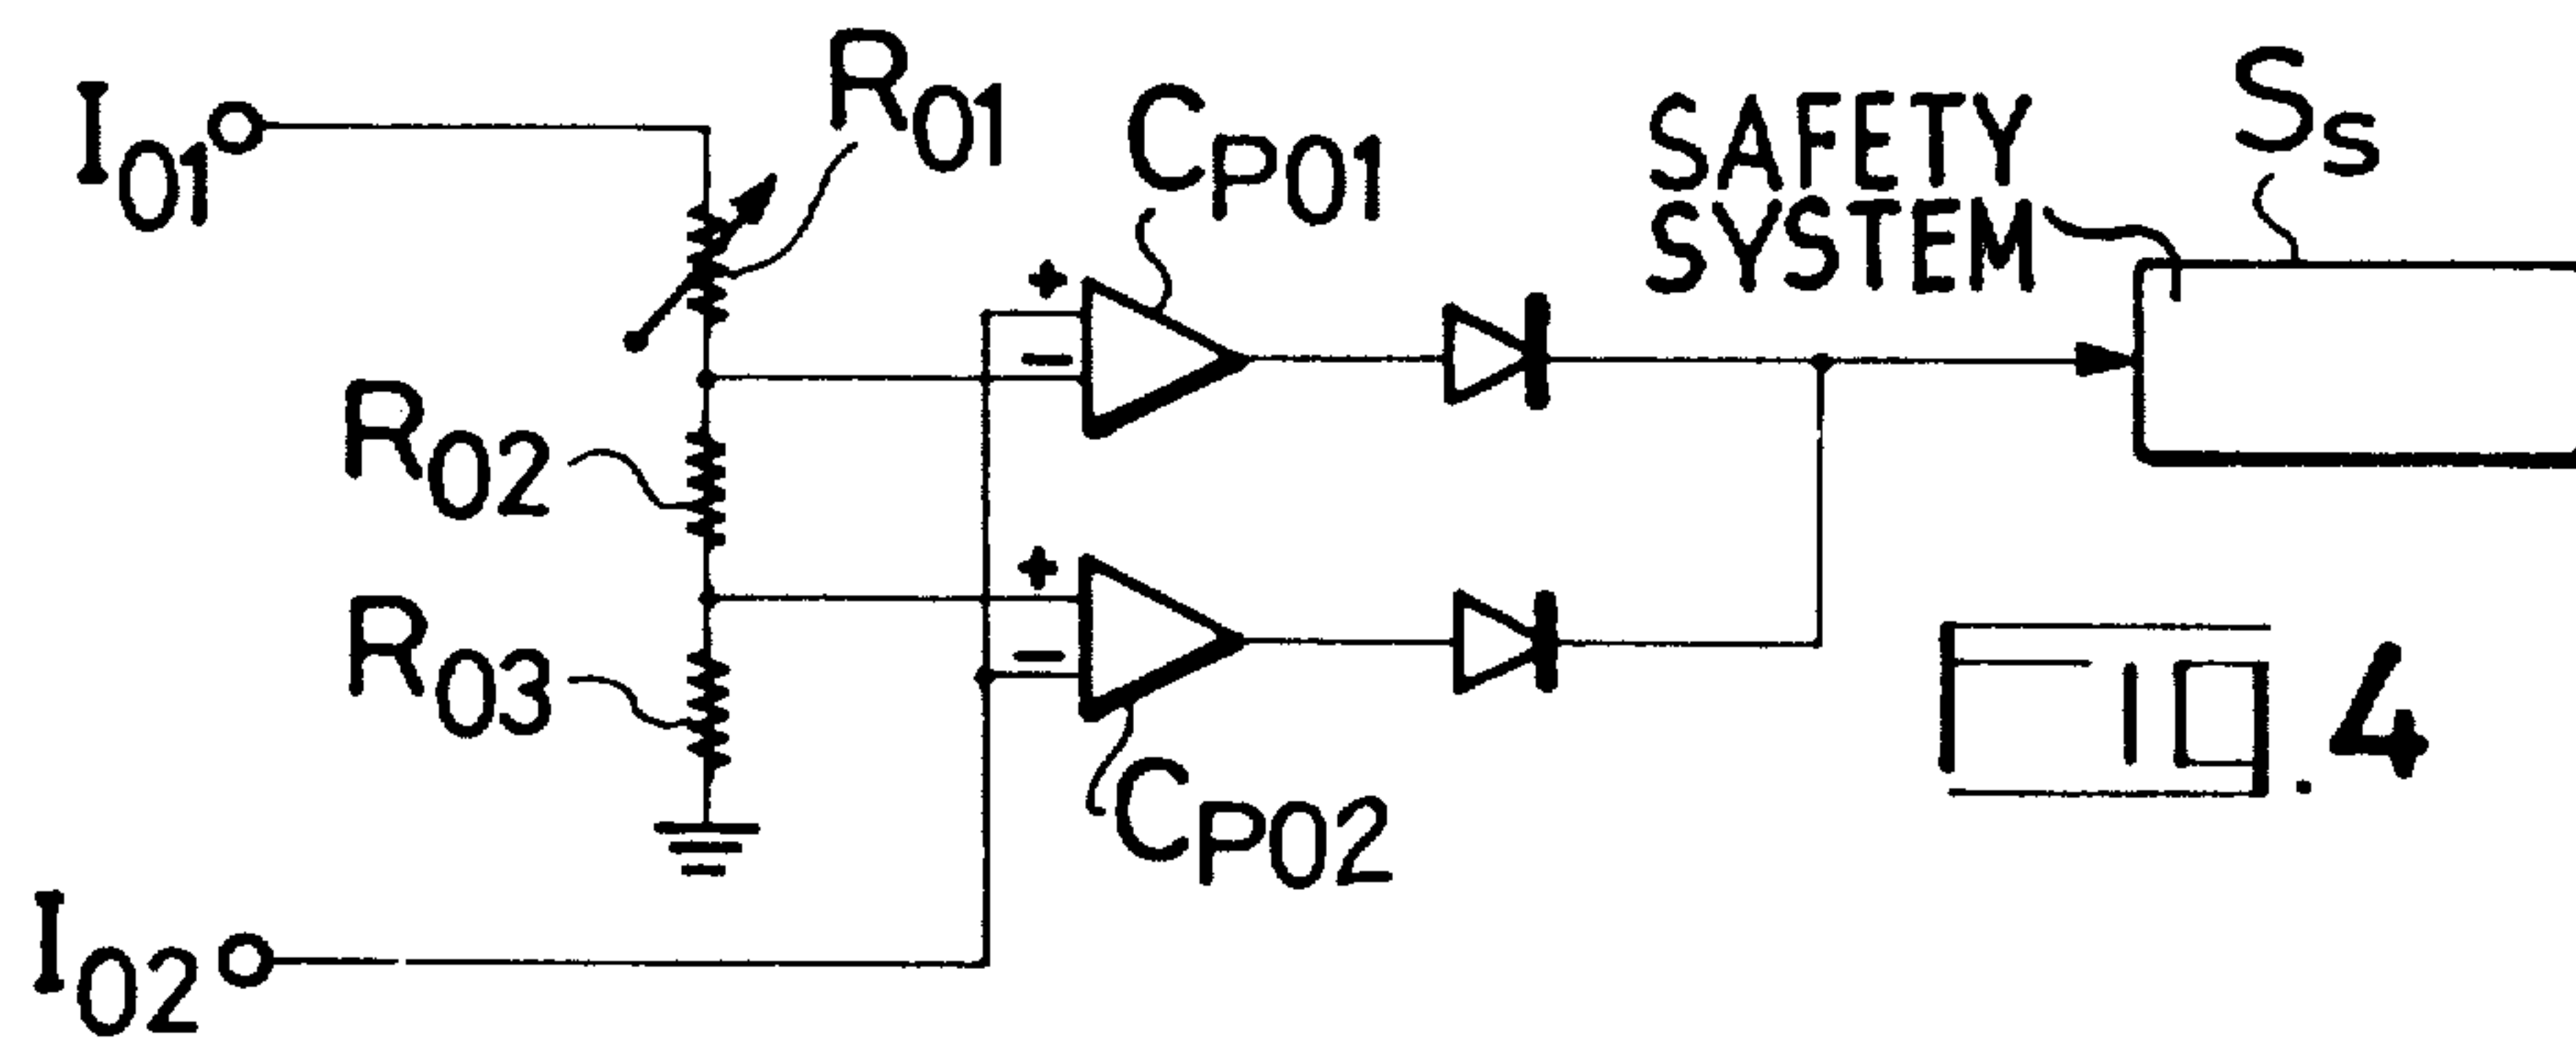 I01
R01
CP01
SAFETY
SYSTEM
SS
+
−
R02
+
−
R03
CP02
I02
FIG. 4